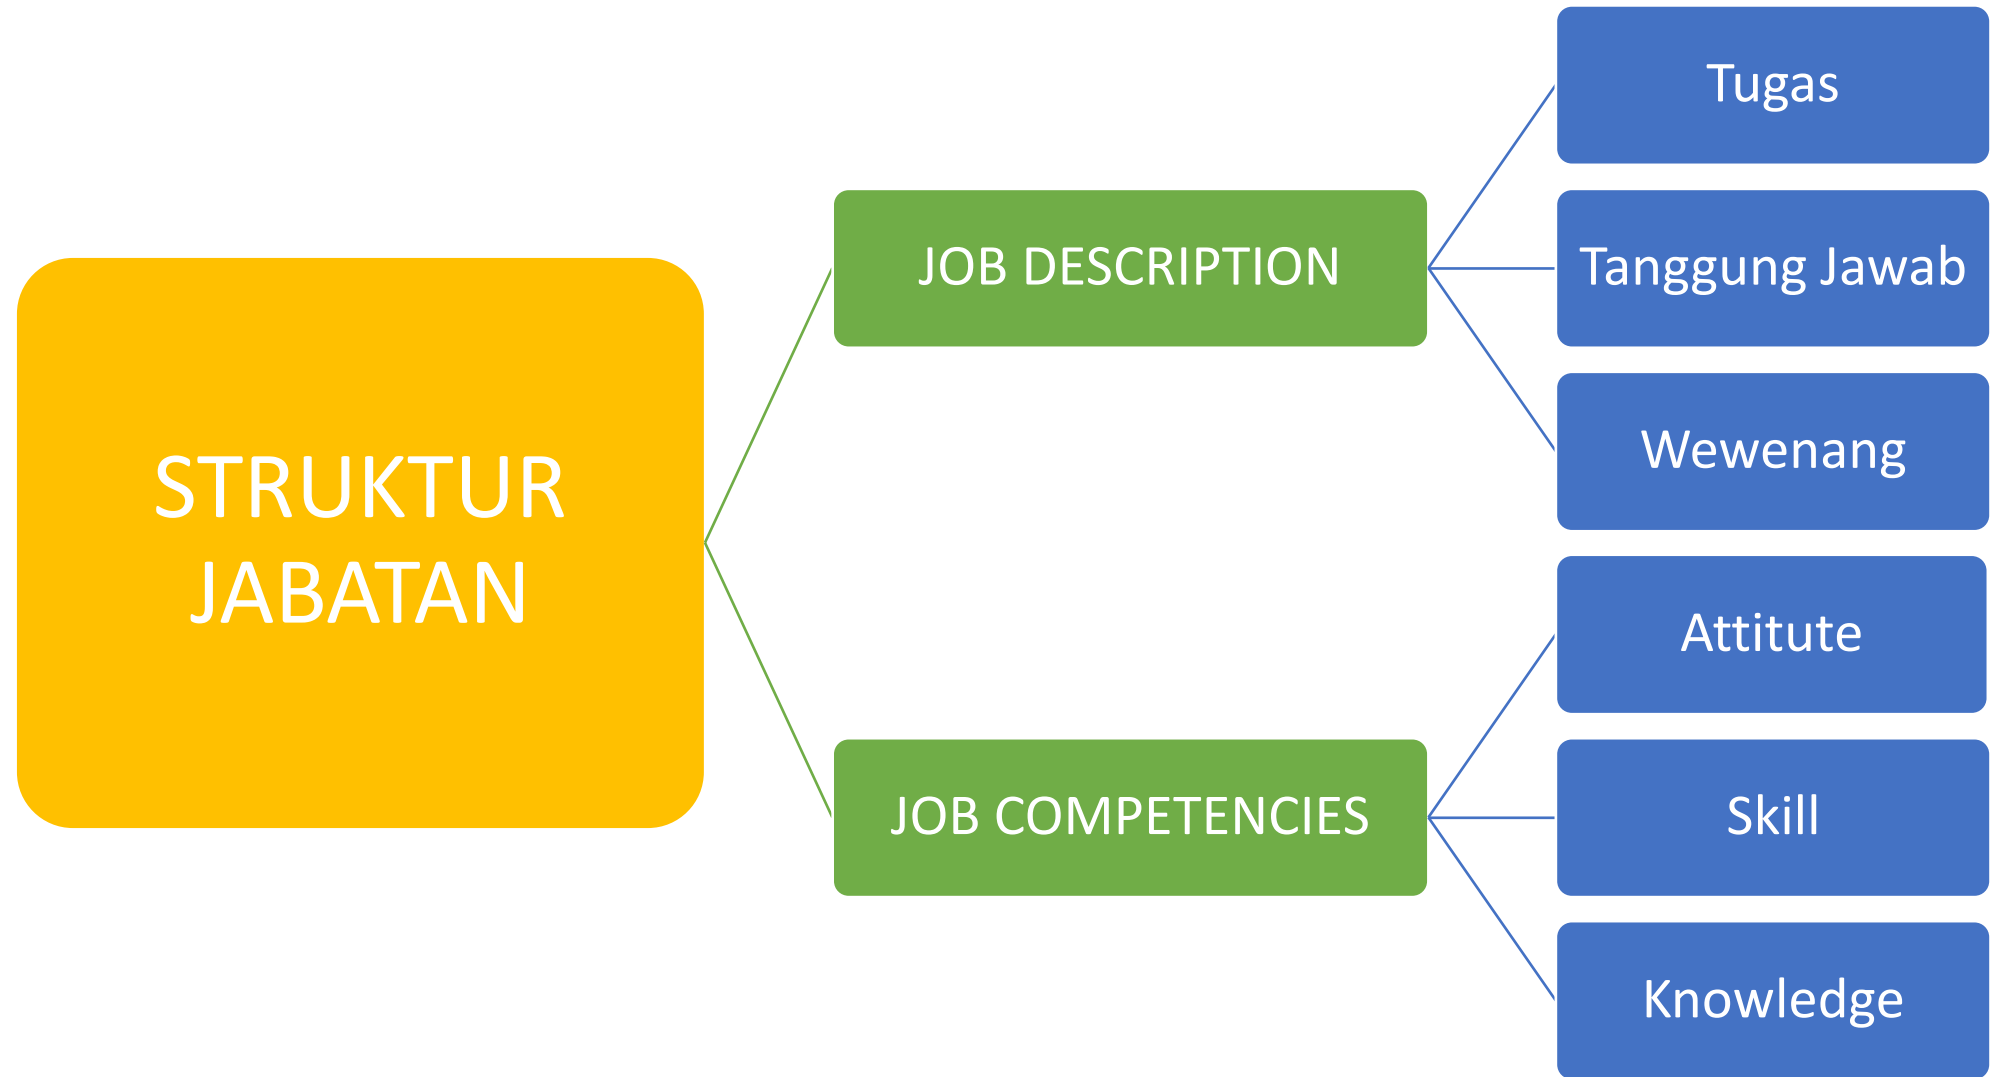 STRUKTUR
JABATAN
JOB DESCRIPTION
Tugas
Tanggung Jawab
Wewenang
JOB COMPETENCIES
Attitute
Skill
Knowledge